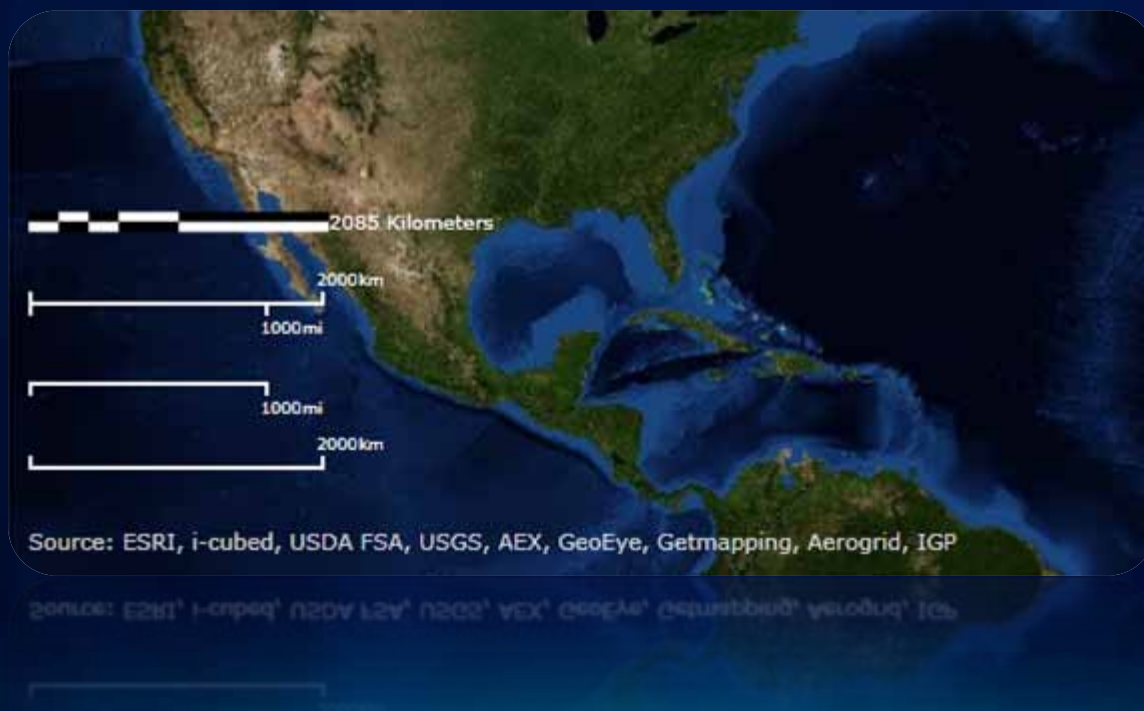 2085 Kilometers
2000km
1000mi
1000mi
2000km
Source: ESRI, i-cubed, USDA FSA, USGS, AEX, GeoEye, Getmapping, Aerogrid, IGP